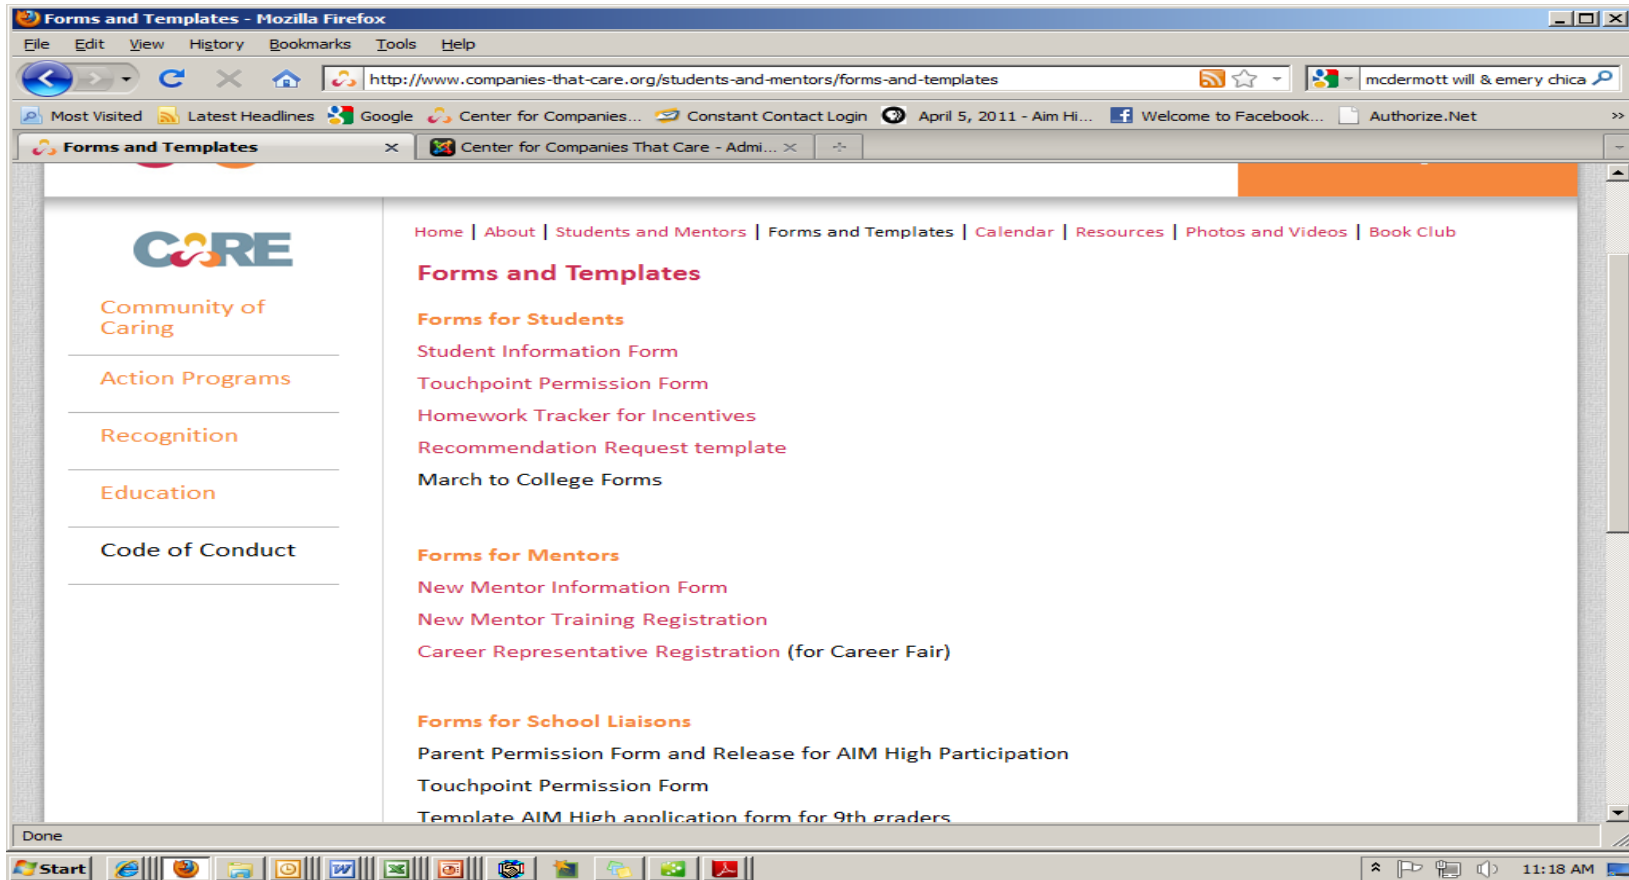 Forms and Templates - Mozilla Firefox
File Edit View History Bookmarks Tools Help
http://www.companies-that-care.org/students-and-mentors/forms-and-templates mcdermott will & emery chica
Most Visited Latest Headlines Google Center for Companies... Constant Contact Login April 5, 2011 - Aim Hi... Welcome to Facebook... Authorize.Net »
Forms and Templates Center for Companies That Care - Admi...
CARE
Community of
Caring
Action Programs
Recognition
Education
Code of Conduct
Home | About | Students and Mentors | Forms and Templates | Calendar | Resources | Photos and Videos | Book Club
Forms and Templates
Forms for Students
Student Information Form
Touchpoint Permission Form
Homework Tracker for Incentives
Recommendation Request template
March to College Forms
Forms for Mentors
New Mentor Information Form
New Mentor Training Registration
Career Representative Registration (for Career Fair)
Forms for School Liaisons
Parent Permission Form and Release for AIM High Participation
Touchpoint Permission Form
Template AIM High application form for 9th graders
Done
Start 11:18 AM